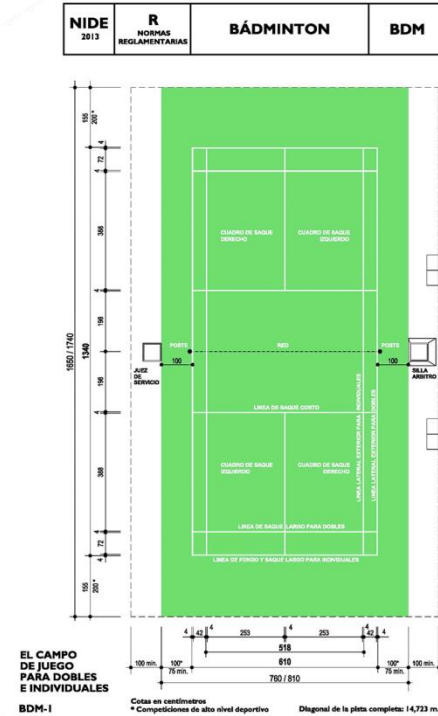 NIDE
2013
R
NORMAS
REGLAMENTARIAS
BÁDMINTON
BDM
155
200*
4
72
4
388
4
198
1340
1650 / 1740
198
4
388
4
72
4
155
200*
CUADRO DE SAQUE
DERECHO
CUADRO DE SAQUE
IZQUIERDO
POSTE
RED
POSTE
100
100
JUEZ
DE
SERVICIO
SILLA
ARBITRO
LINEA DE SAQUE CORTO
LINEA LATERAL EXTERIOR PARA INDIVIDUALES
LINEA LATERAL EXTERIOR PARA DOBLES
CUADRO DE SAQUE
IZQUIERDO
CUADRO DE SAQUE
DERECHO
LINEA DE SAQUE LARGO PARA DOBLES
LINEA DE FONDO Y SAQUE LARGO PARA INDIVIDUALES
4 42 4 253 4 253 4 42 4
518
100 min. 100* 610 100* 100 min.
75 min. 75 min.
760 / 810
EL CAMPO
DE JUEGO
PARA DOBLES
E INDIVIDUALES
BDM-1
Cotas en centímetros
* Competiciones de alto nivel deportivo
Diagonal de la pista completa: 14,723 m.